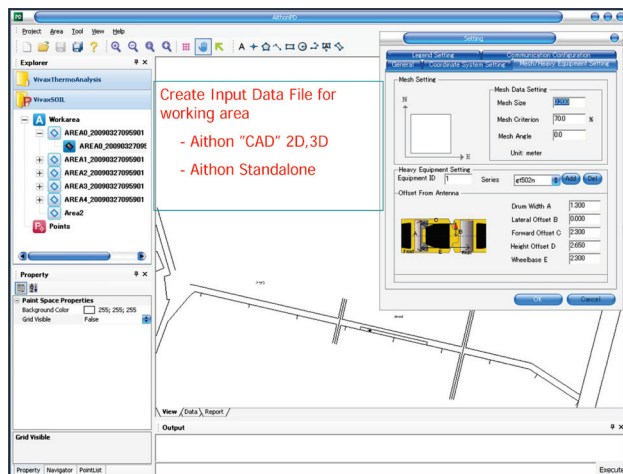 AithonPD
Project Area Tool View Help
Explorer
VivaxThermoAnalysis
VivaxSOIL
Workarea
AREA0_20090327095901
AREA0_20090327095
AREA1_20090327095901
AREA2_20090327095901
AREA3_20090327095901
AREA4_20090327095901
Area2
Points
Property
Paint Space Properties
Background Color 255; 255; 255
Grid Visible False
Grid Visible
Property Navigator PointList
Create Input Data File for
working area
- Aithon "CAD" 2D,3D
- Aithon Standalone
View Data Report
Output
Execute
Setting
Legend Setting Communication Configuration
General Coordinate System Setting Mesh/Heavy Equipment Setting
Mesh Setting
N
E
Mesh Data Setting
Mesh Size 0.200
Mesh Criterion 70.0 %
Mesh Angle 0.0
Unit: meter
Heavy Equipment Setting
Equipment ID 1 Series gt502n Add Del
Offset From Antenna
Drum Width A 1.300
Lateral Offset B 0.000
Forward Offset C 2.300
Height Offset D 2.650
Wheelbase E 2.300
OK Cancel